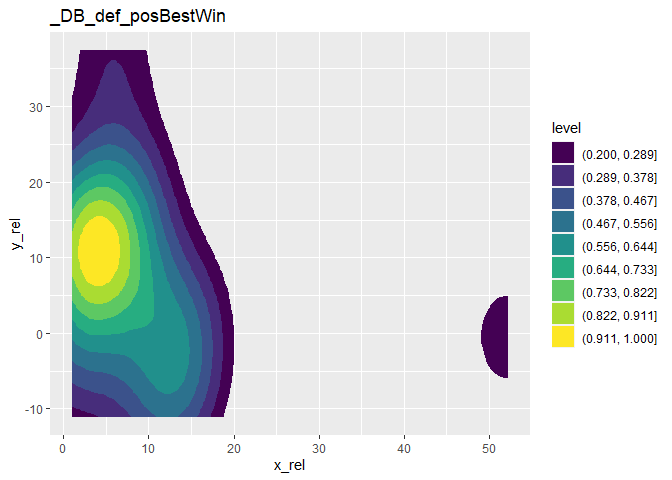 _DB_def_posBestWin
y_rel
30
20
10
0
-10
0 10 20 30 40 50
x_rel
level
(0.200, 0.289]
(0.289, 0.378]
(0.378, 0.467]
(0.467, 0.556]
(0.556, 0.644]
(0.644, 0.733]
(0.733, 0.822]
(0.822, 0.911]
(0.911, 1.000]